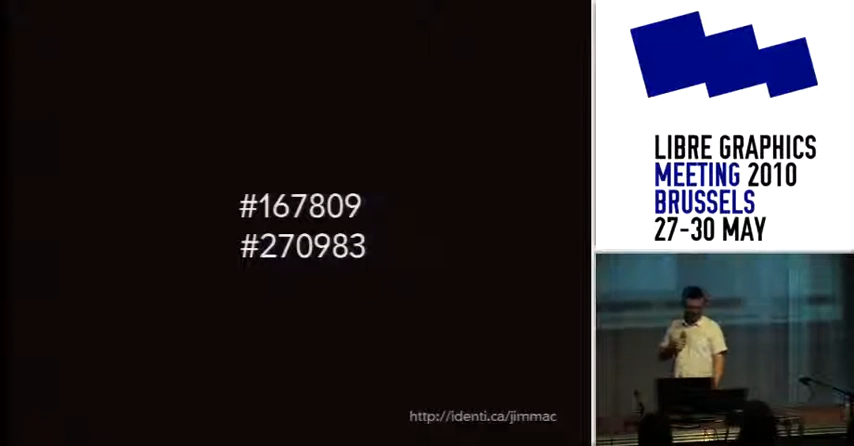 #167809
#270983
http://identi.ca/jimmac
LIBRE GRAPHICS
MEETING 2010
BRUSSELS
27-30 MAY